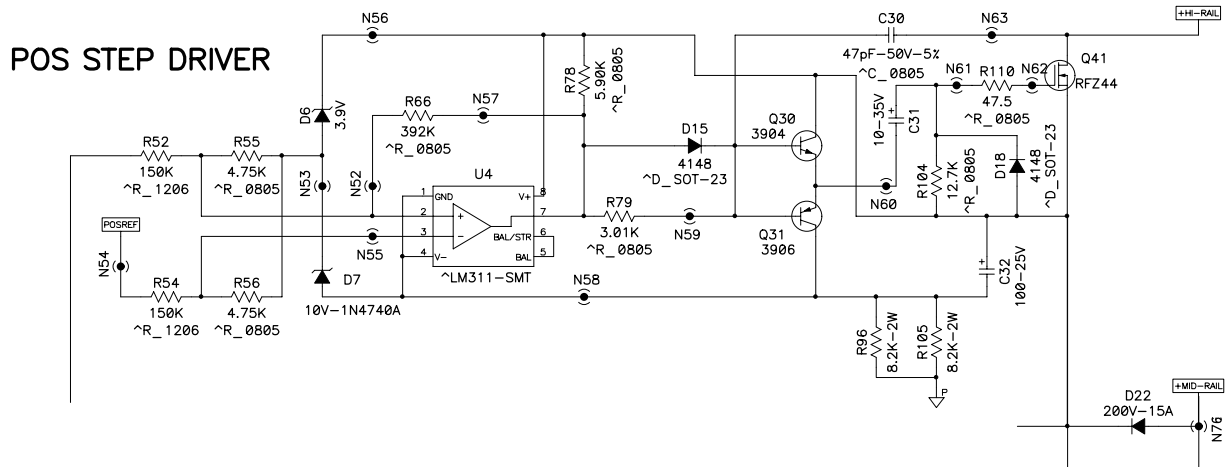 POS STEP DRIVER
N56
C30
47pF-50V-5%
^C_0805
N63
+HI-RAIL
Q41
RFZ44
D6
3.9V
R66
392K
^R_0805
N57
R78
5.90K
^R_0805
N61
R110
47.5
^R_0805
N62
10-35V
C31
Q30
3904
D15
4148
^D_SOT-23
R52
150K
^R_1206
R55
4.75K
^R_0805
N53
N52
U4
1
GND
V+
8
2
+
7
3
-
BAL/STR
6
4
V-
BAL
5
^LM311-SMT
R79
3.01K
^R_0805
N59
Q31
3906
N60
R104
12.7K
^R_0805
D18
4148
^D_SOT-23
POSREF
N54
N55
R54
150K
^R_1206
R56
4.75K
^R_0805
D7
10V-1N4740A
N58
+
C32
100-25V
R96
8.2K-2W
R105
8.2K-2W
P
+MID-RAIL
D22
200V-15A
N76